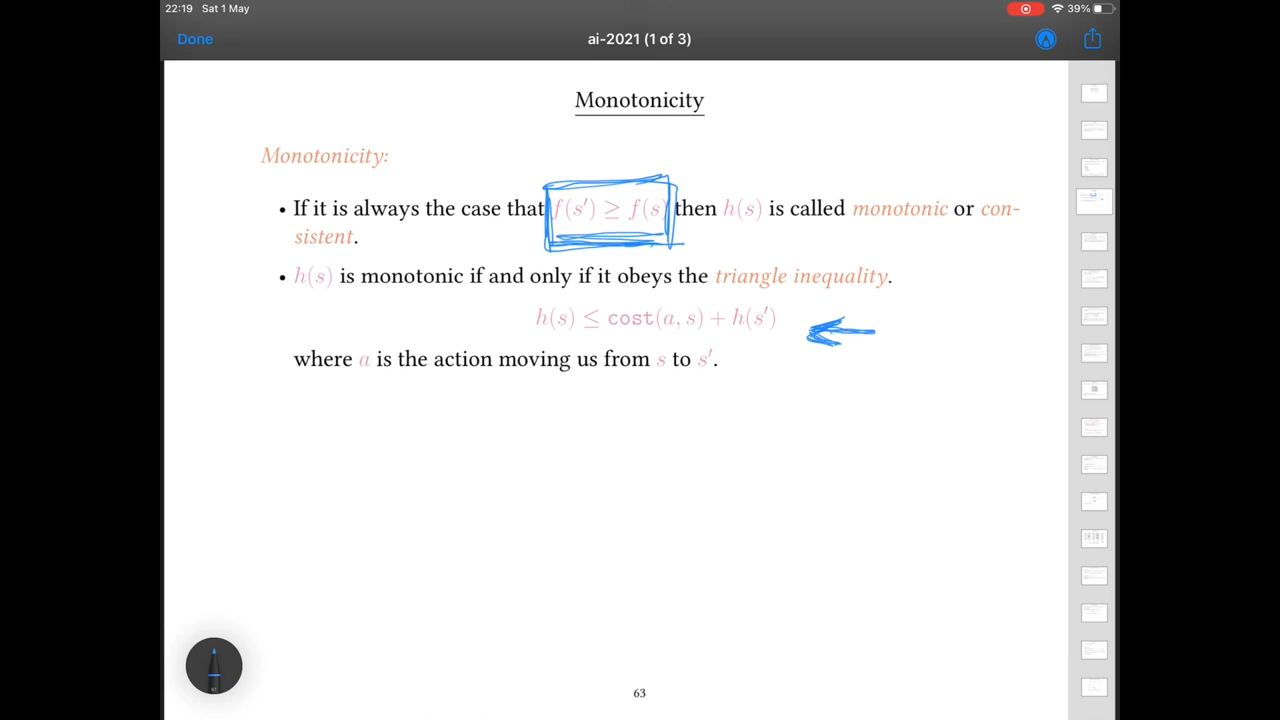 22:19 Sat 1 May 39%
Done ai-2021 (1 of 3)
Monotonicity
Monotonicity:
• If it is always the case that f(s′) ≥ f(s) then h(s) is called monotonic or con-
sistent.
• h(s) is monotonic if and only if it obeys the triangle inequality.
h(s) ≤ cost(a, s) + h(s′)
where a is the action moving us from s to s′.
63